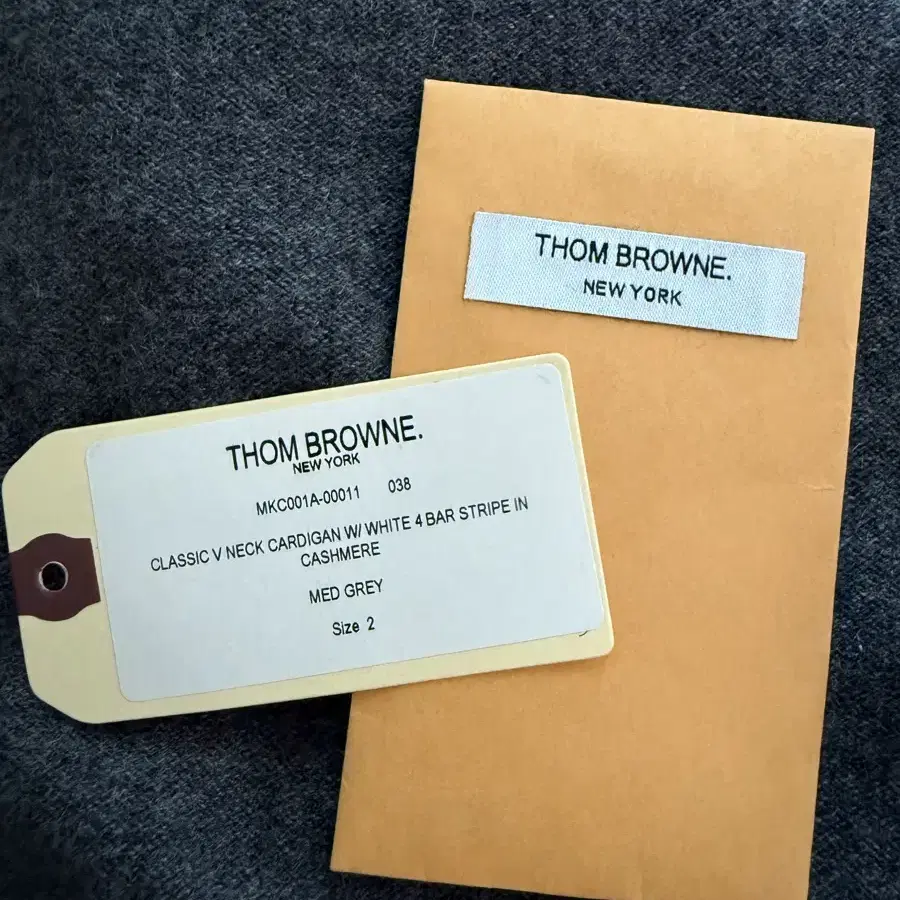 THOM BROWNE.
NEW YORK
THOM BROWNE.
NEW YORK
MKC001A-00011 038
CLASSIC V NECK CARDIGAN W/ WHITE 4 BAR STRIPE IN
CASHMERE
MED GREY
Size 2